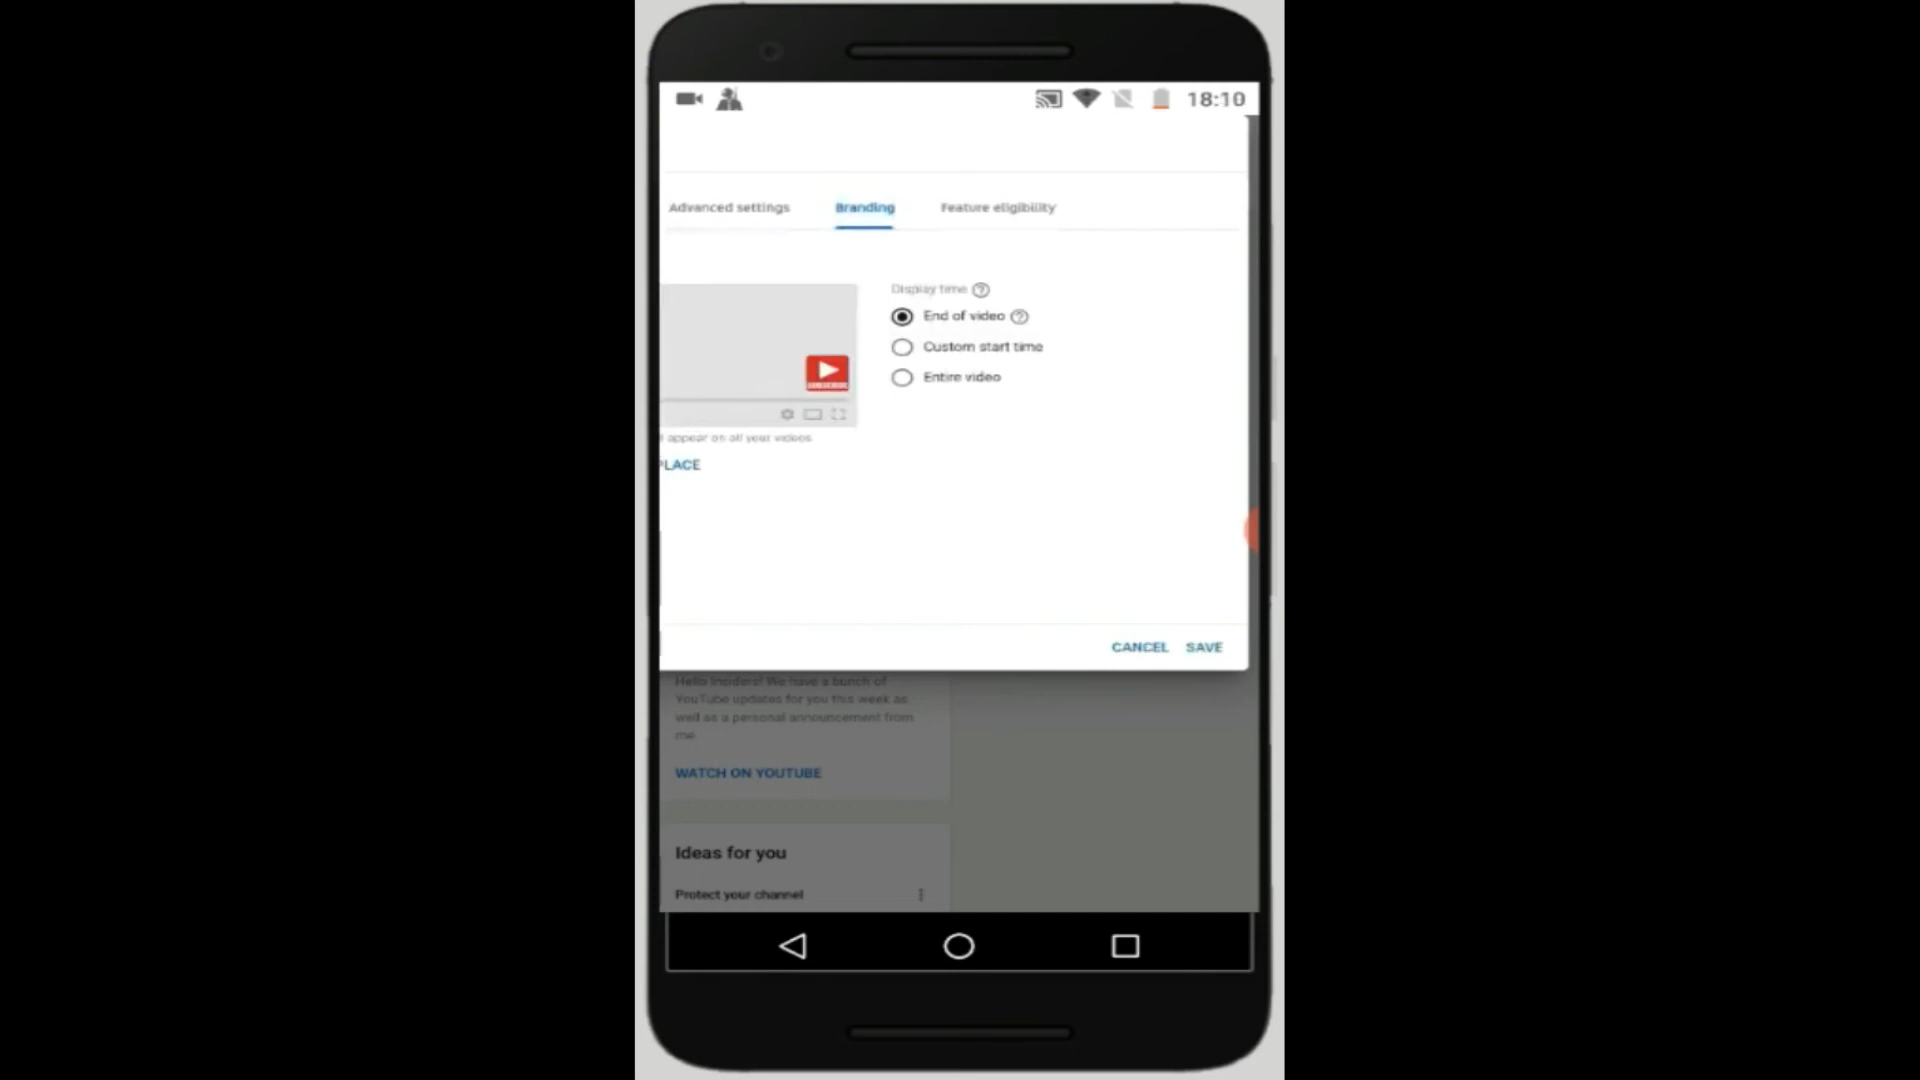 18:10
Advanced settings Branding Feature eligibility
Display time
End of video
Custom start time
Entire video
SUBSCRIBE
appear on all your videos
PLACE
CANCEL SAVE
Hello Insiders! We have a bunch of
YouTube updates for you this week as
well as a personal announcement from
me
WATCH ON YOUTUBE
Ideas for you
Protect your channel